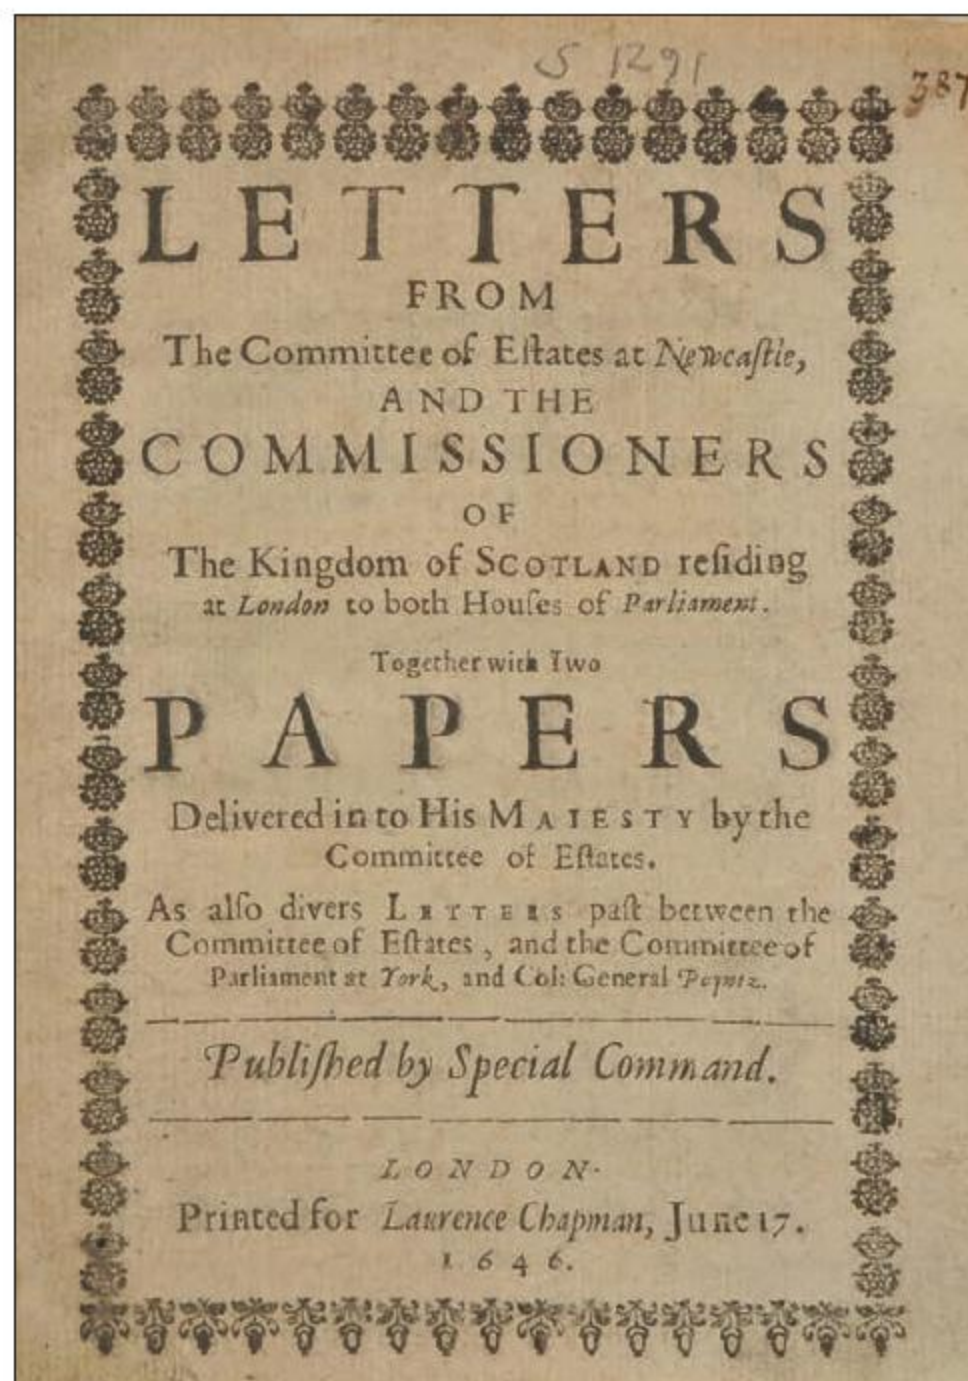 S 1291
387
LETTERS
FROM
The Committee of Eſtates at Newcaſtle,
AND THE
COMMISSIONERS
OF
The Kingdom of SCOTLAND reſiding
at London to both Houſes of Parliament.
Together with Two
PAPERS
Delivered in to His MAIESTY by the
Committee of Eſtates.
As alſo divers LETTERS paſt between the
Committee of Eſtates, and the Committee of
Parliament at York, and Col: General Poyntz.
Publiſhed by Special Command.
LONDON.
Printed for Laurence Chapman, June 17.
1646.